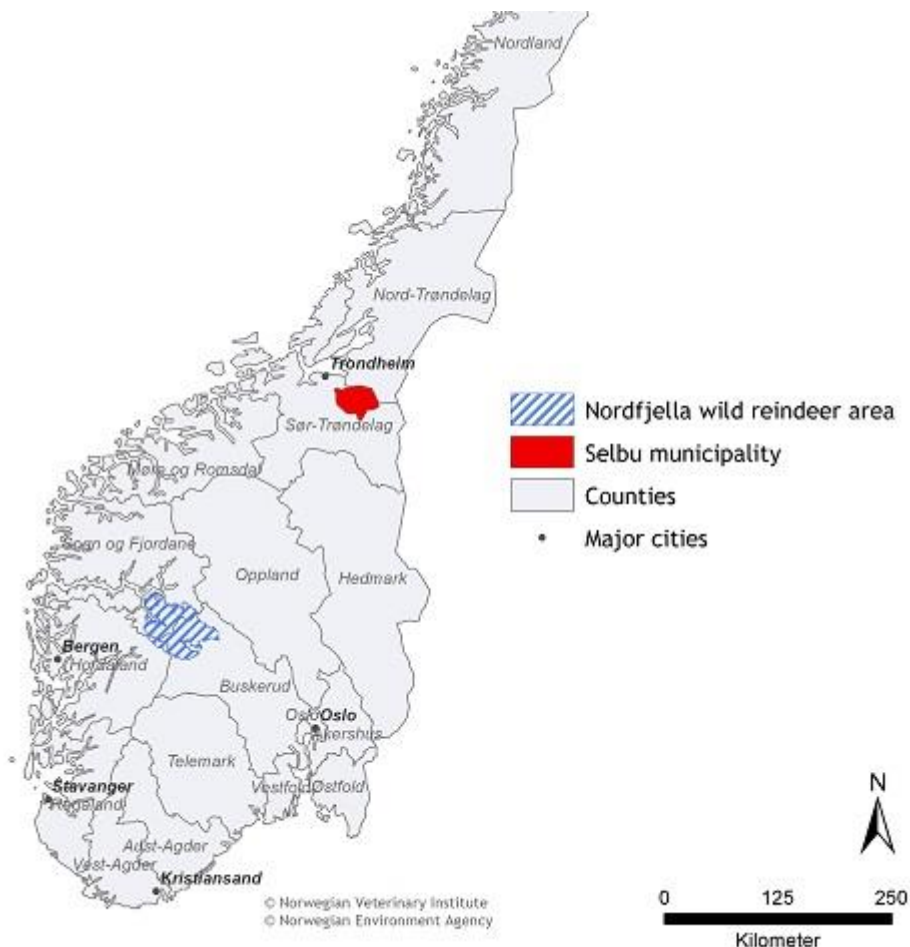 Nordland
Nord-Trøndelag
Trondheim
Sør-Trøndelag
Møre og Romsdal
Sogn og Fjordane
Oppland
Hedmark
Bergen
Hordaland
Buskerud
Oslo Oslo
Akershus
Telemark
Vestfold Østfold
Stavanger
Rogaland
Aust-Agder
Vest-Agder
Kristiansand
Nordfjella wild reindeer area
Selbu municipality
Counties
Major cities
N
0 125 250
Kilometer
© Norwegian Veterinary Institute
© Norwegian Environment Agency